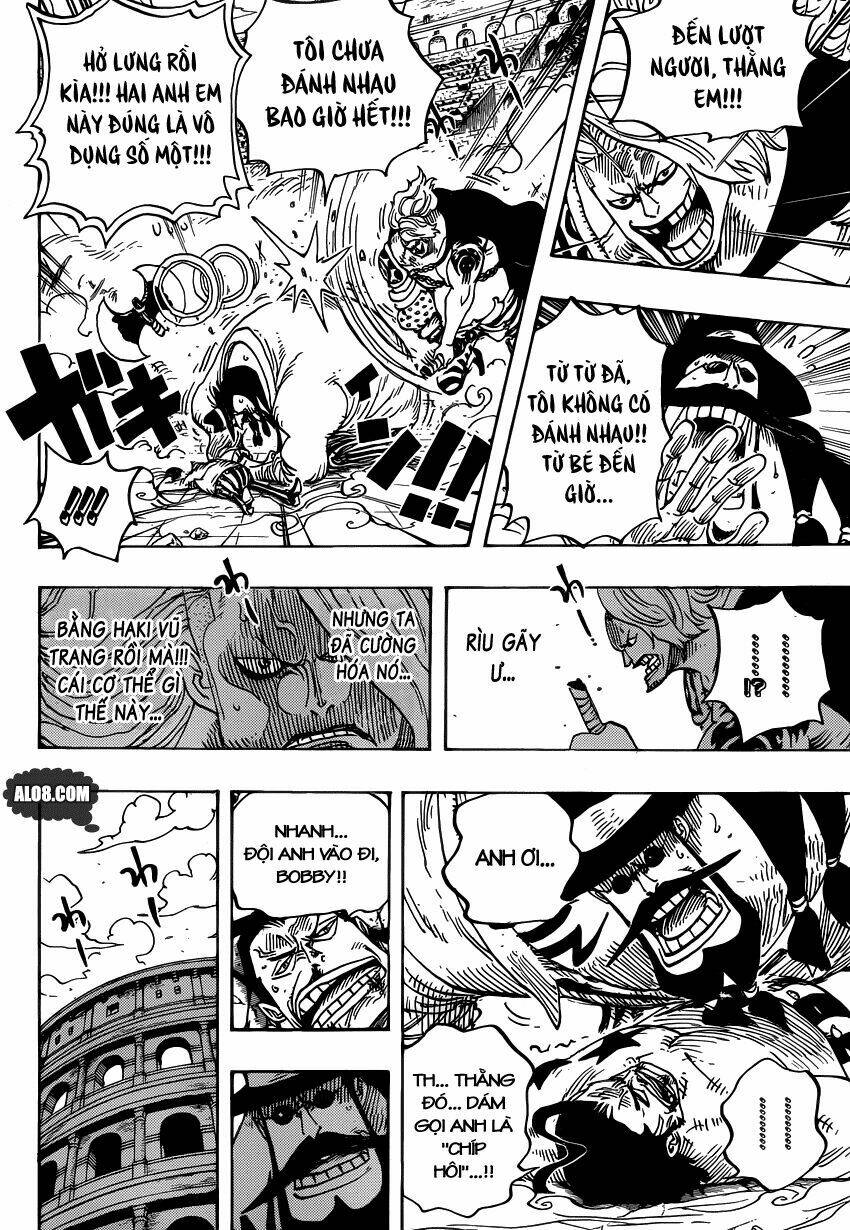 ĐẾN LƯỢT
NGƯƠI, THẰNG
EM!!!
TÔI CHƯA
ĐÁNH NHAU
BAO GIỜ HẾT!!!
HỞ LƯNG RỒI
KÌA!!! HAI ANH EM
NÀY ĐÚNG LÀ VÔ
DỤNG SỐ MỘT!!!
TỪ TỪ ĐÃ,
TÔI KHÔNG CÓ
ĐÁNH NHAU!!
TỪ BÉ ĐẾN
GIỜ...
ガキィン!!
!!!
!?
RÌU GÃY
Ư...
NHƯNG TA
ĐÃ CƯỜNG
HÓA NÓ...
BẰNG HAKI VŨ
TRANG RỒI MÀ!!!
CÁI CƠ THỂ GÌ
THẾ NÀY...
ANH ƠI...
TH... THẰNG
ĐÓ... DÁM
GỌI ANH LÀ
"CHÍP
HÔI"...!!
NHANH...
ĐỘI ANH VÀO ĐI,
BOBBY!!
ALO8.COM